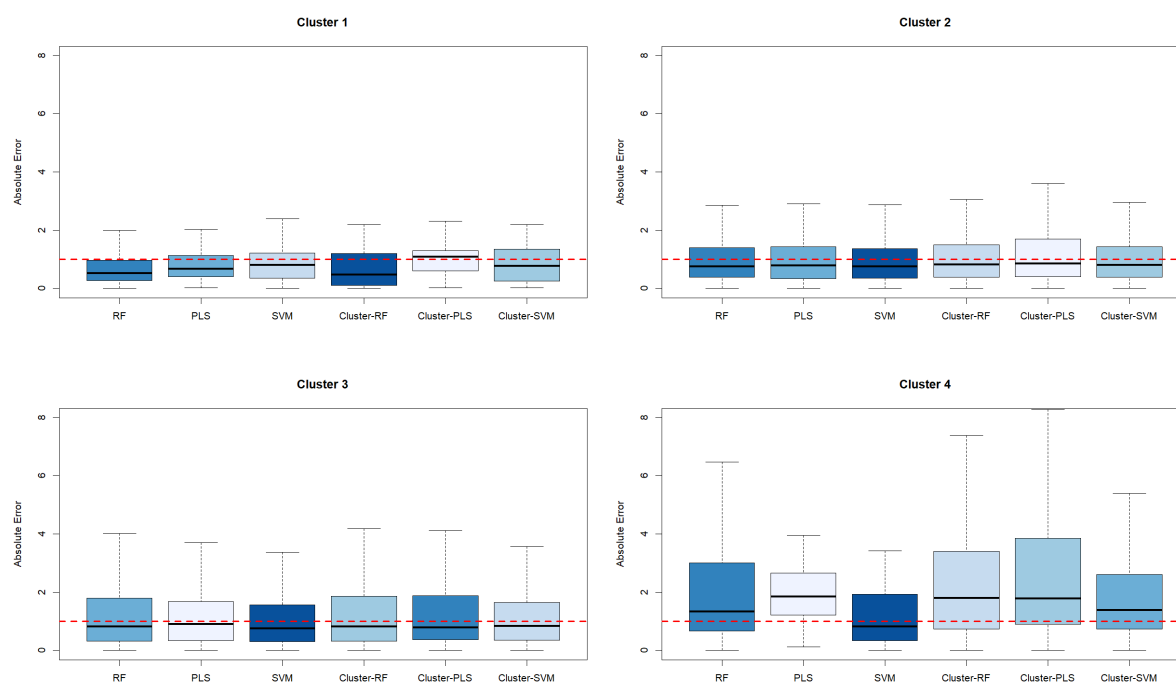 Cluster 1
Absolute Error
8
6
4
2
0
RF PLS SVM Cluster-RF Cluster-PLS Cluster-SVM
Cluster 2
Absolute Error
8
6
4
2
0
RF PLS SVM Cluster-RF Cluster-PLS Cluster-SVM
Cluster 3
Absolute Error
8
6
4
2
0
RF PLS SVM Cluster-RF Cluster-PLS Cluster-SVM
Cluster 4
Absolute Error
8
6
4
2
0
RF PLS SVM Cluster-RF Cluster-PLS Cluster-SVM